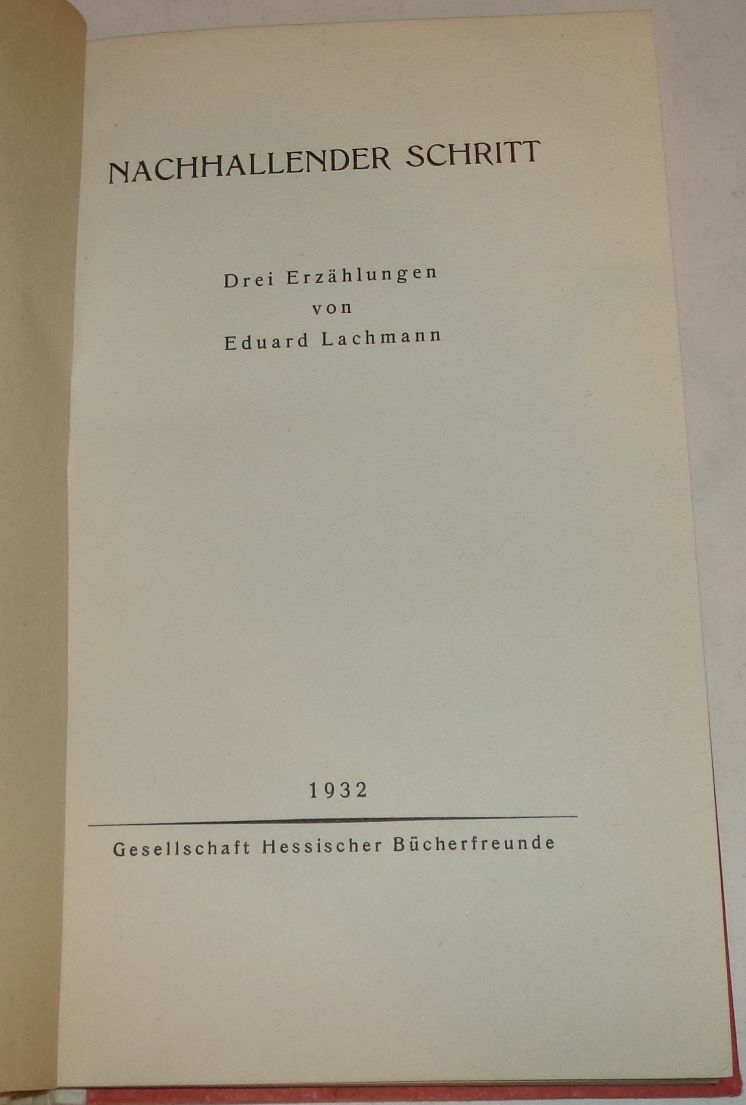 NACHHALLENDER SCHRITT
Drei Erzählungen
von
Eduard Lachmann
1932
Gesellschaft Hessischer Bücherfreunde